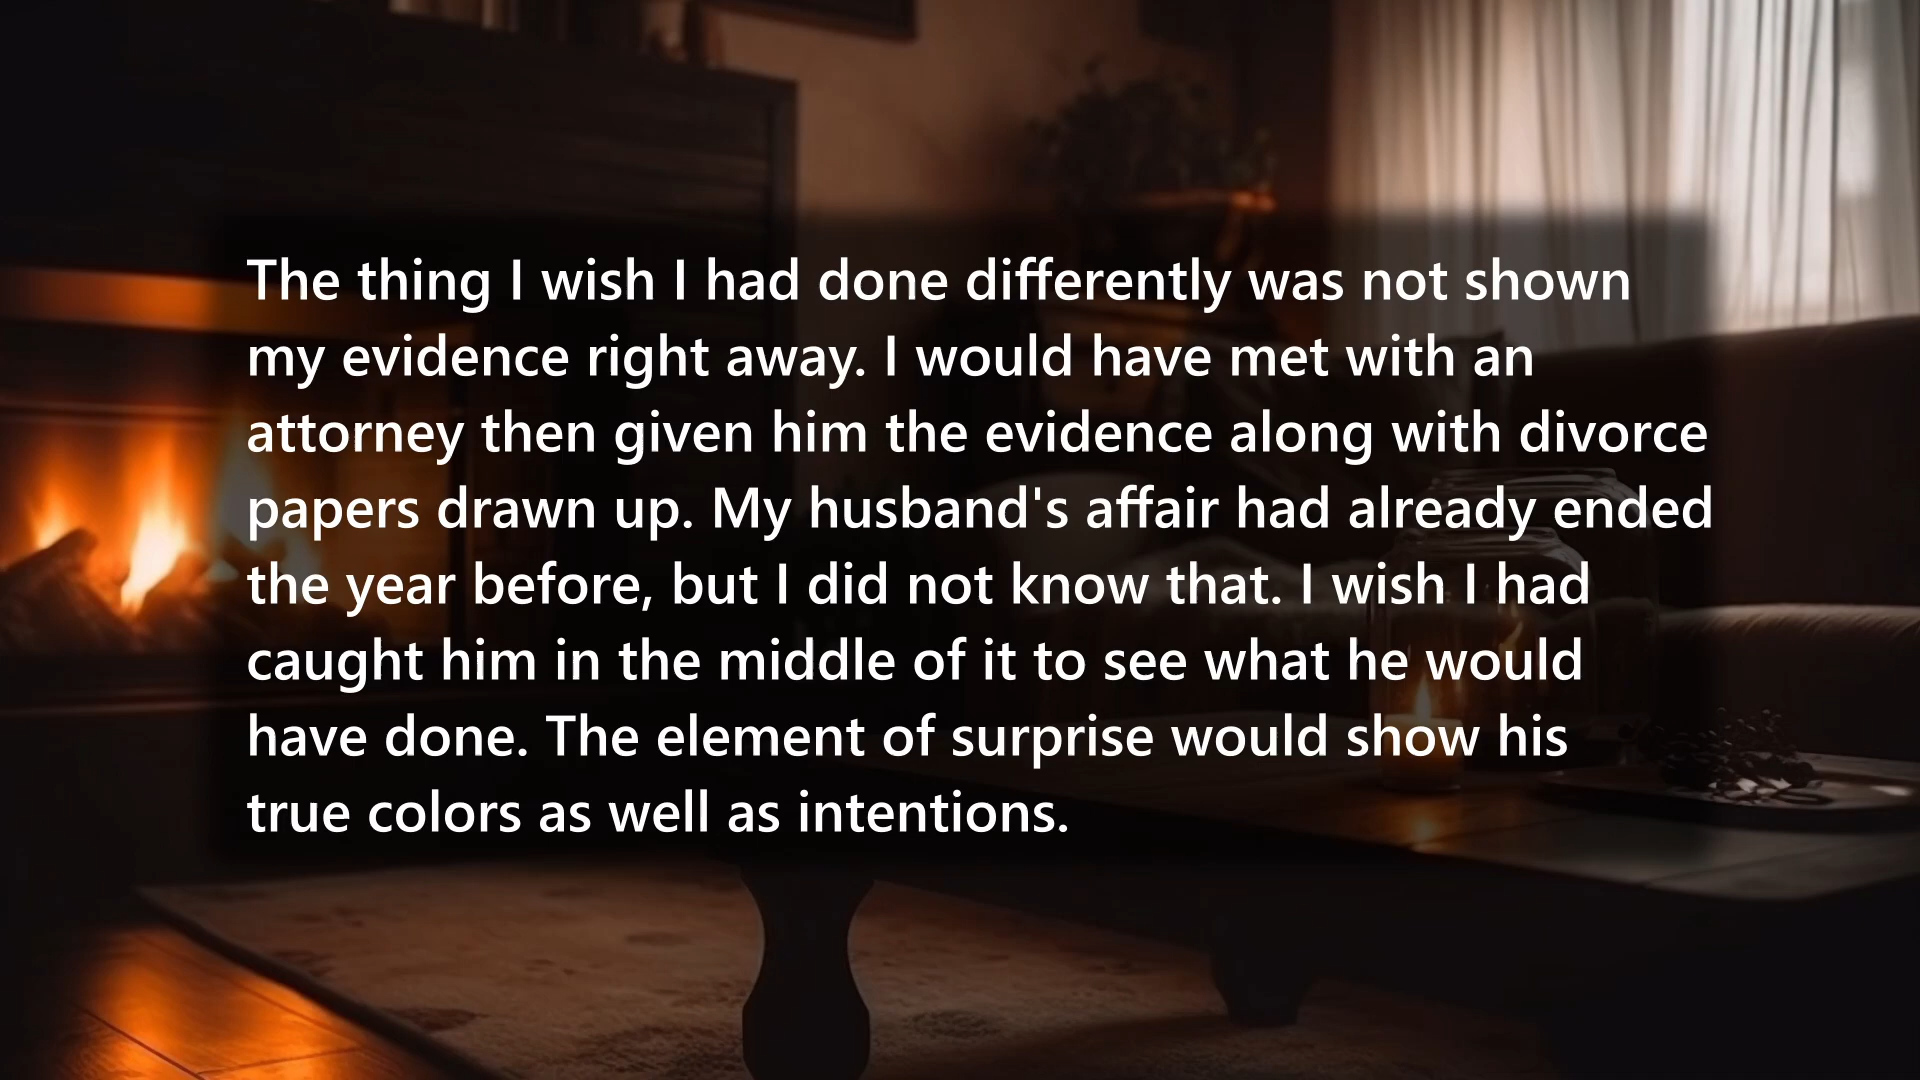 The thing I wish I had done differently was not shown
my evidence right away. I would have met with an
attorney then given him the evidence along with divorce
papers drawn up. My husband's affair had already ended
the year before, but I did not know that. I wish I had
caught him in the middle of it to see what he would
have done. The element of surprise would show his
true colors as well as intentions.